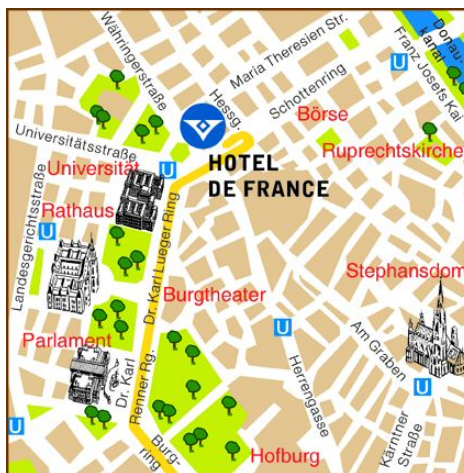 Währingerstraße
Maria Theresien Str.
Donau-
kanal
Franz Josefs Kai
U
Hessg.
Schottenring
Börse
Universitätsstraße
Ruprechtskirche
Universität
U
HOTEL
DE FRANCE
Rathaus
Landesgerichtsstraße
U
Dr. Karl Lueger Ring
Burgtheater
Stephansdom
Parlament
U
Am Graben
Dr. Karl
Renner Rg.
Herrengasse
U
Kärntner
Straße
U
Burg-
ring
Hofburg